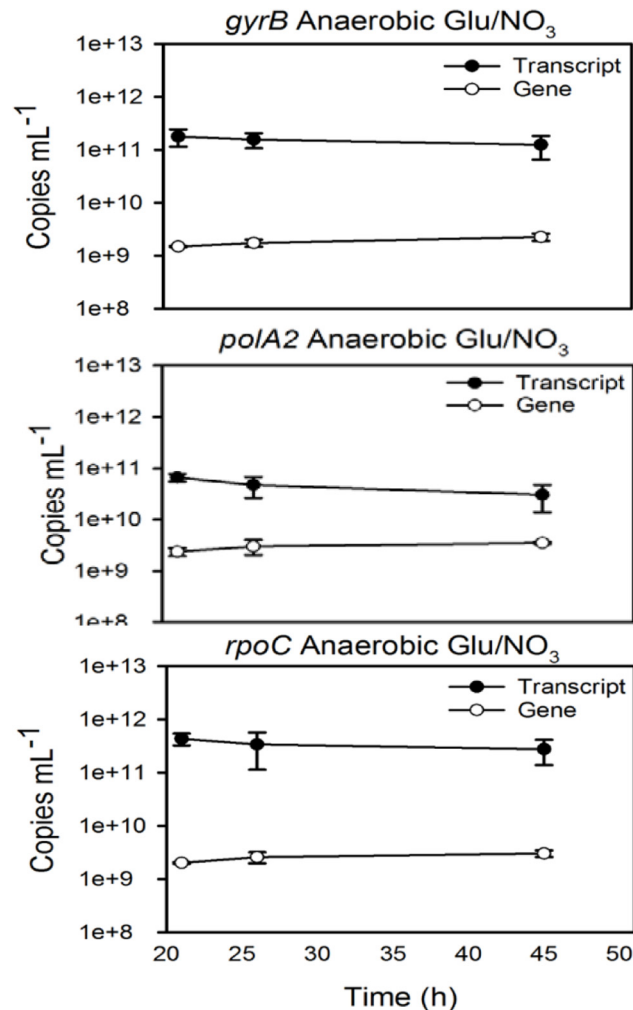 gyrB Anaerobic Glu/NO3
1e+13
1e+12
1e+11
1e+10
1e+9
1e+8
Copies mL-1
Transcript
Gene
polA2 Anaerobic Glu/NO3
1e+13
1e+12
1e+11
1e+10
1e+9
1e+8
Copies mL-1
Transcript
Gene
rpoC Anaerobic Glu/NO3
1e+13
1e+12
1e+11
1e+10
1e+9
1e+8
Copies mL-1
Transcript
Gene
20 25 30 35 40 45 50
Time (h)